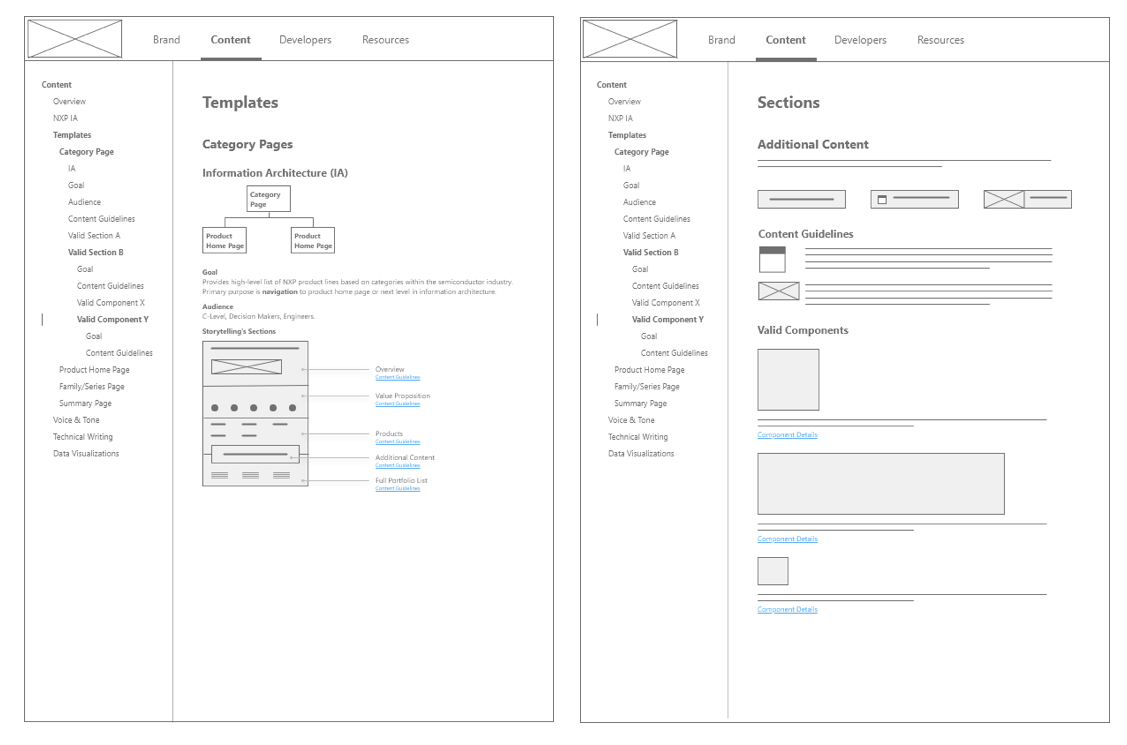 Brand
Content
Developers
Resources
Content
Overview
NXP IA
Templates
Category Page
IA
Goal
Audience
Content Guidelines
Valid Section A
Valid Section B
Goal
Content Guidelines
Valid Component X
Valid Component Y
Goal
Content Guidelines
Product Home Page
Family/Series Page
Summary Page
Voice & Tone
Technical Writing
Data Visualizations
Templates
Category Pages
Information Architecture (IA)
Category
Page
Product
Home Page
Product
Home Page
Goal
Provides high-level list of NXP product lines based on categories within the semiconductor industry.
Primary purpose is navigation to product home page or next level in information architecture.
Audience
C-Level, Decision Makers, Engineers.
Storytelling's Sections
Overview
Content Guidelines
Value Proposition
Content Guidelines
Products
Content Guidelines
Additional Content
Content Guidelines
Full Portfolio List
Content Guidelines
Brand
Content
Developers
Resources
Content
Overview
NXP IA
Templates
Category Page
IA
Goal
Audience
Content Guidelines
Valid Section A
Valid Section B
Goal
Content Guidelines
Valid Component X
Valid Component Y
Goal
Content Guidelines
Product Home Page
Family/Series Page
Summary Page
Voice & Tone
Technical Writing
Data Visualizations
Sections
Additional Content
Content Guidelines
Valid Components
Component Details
Component Details
Component Details